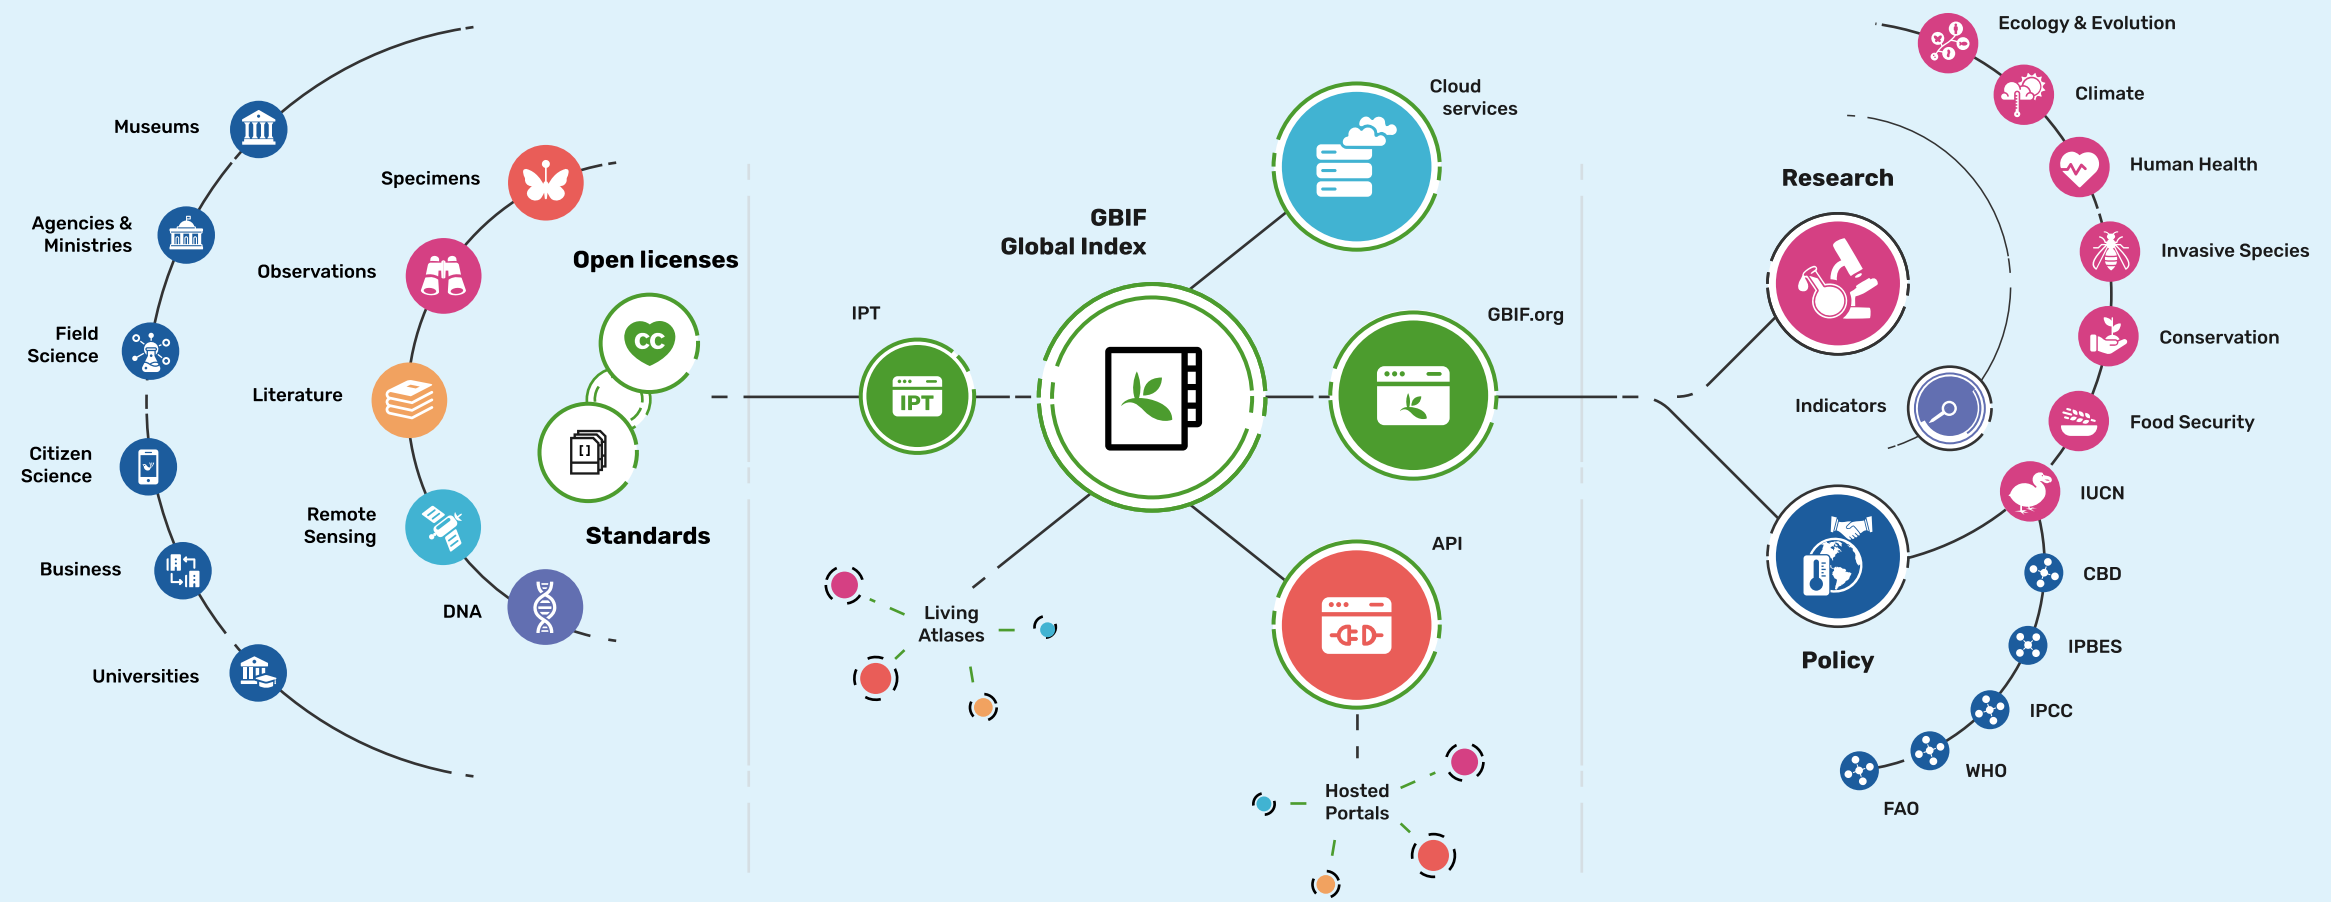 Museums
Agencies &
Ministries
Field
Science
Citizen
Science
Business
Universities
Specimens
Observations
Literature
Remote
Sensing
DNA
Open licenses
CC
[ ]
Standards
IPT
IPT
GBIF
Global Index
Cloud
services
GBIF.org
API
Living
Atlases
Hosted
Portals
Research
Indicators
Policy
Ecology & Evolution
Climate
Human Health
Invasive Species
Conservation
Food Security
IUCN
CBD
IPBES
IPCC
WHO
FAO